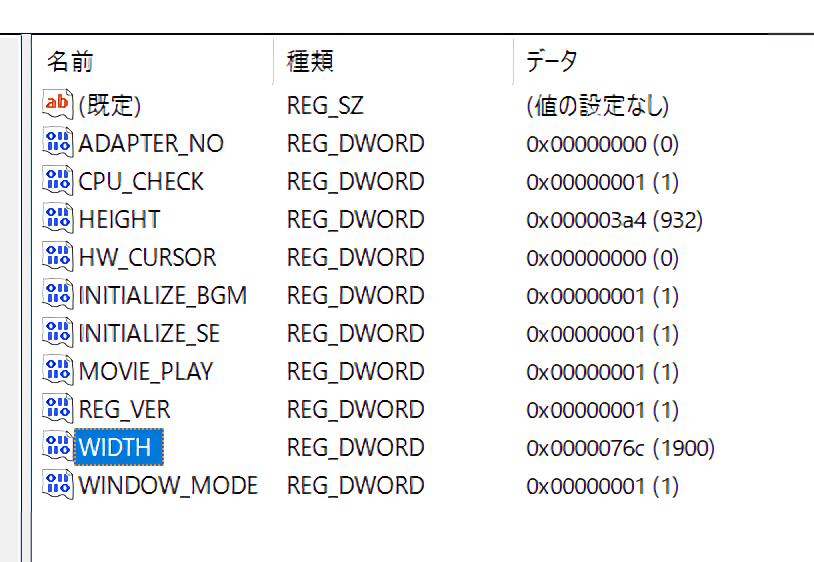 名前 種類 データ
(既定) REG_SZ (値の設定なし)
ADAPTER_NO REG_DWORD 0x00000000 (0)
CPU_CHECK REG_DWORD 0x00000001 (1)
HEIGHT REG_DWORD 0x000003a4 (932)
HW_CURSOR REG_DWORD 0x00000000 (0)
INITIALIZE_BGM REG_DWORD 0x00000001 (1)
INITIALIZE_SE REG_DWORD 0x00000001 (1)
MOVIE_PLAY REG_DWORD 0x00000001 (1)
REG_VER REG_DWORD 0x00000001 (1)
WIDTH REG_DWORD 0x0000076c (1900)
WINDOW_MODE REG_DWORD 0x00000001 (1)